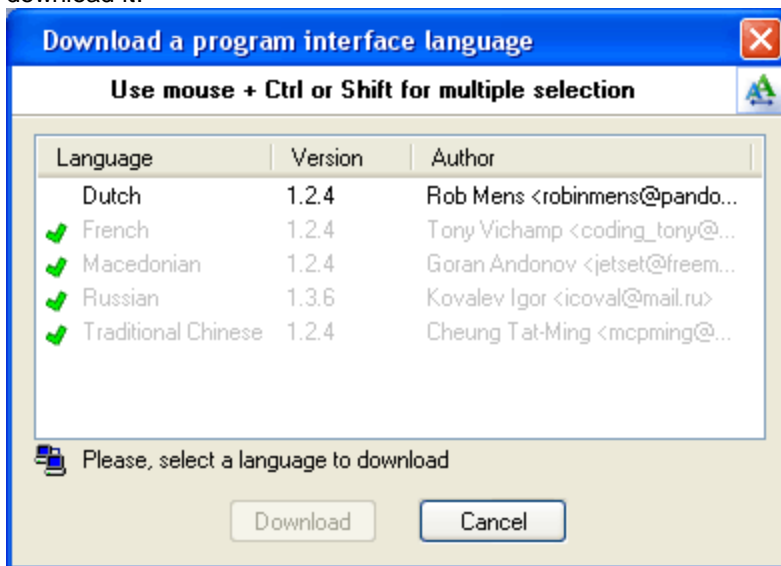 download it.
Download a program interface language
Use mouse + Ctrl or Shift for multiple selection
Language Version Author
Dutch 1.2.4 Rob Mens <robinmens@pando...
French 1.2.4 Tony Vichamp <coding_tony@...
Macedonian 1.2.4 Goran Andonov <jetset@freem...
Russian 1.3.6 Kovalev Igor <icoval@mail.ru>
Traditional Chinese 1.2.4 Cheung Tat-Ming <mcpming@...
Please, select a language to download
Download Cancel